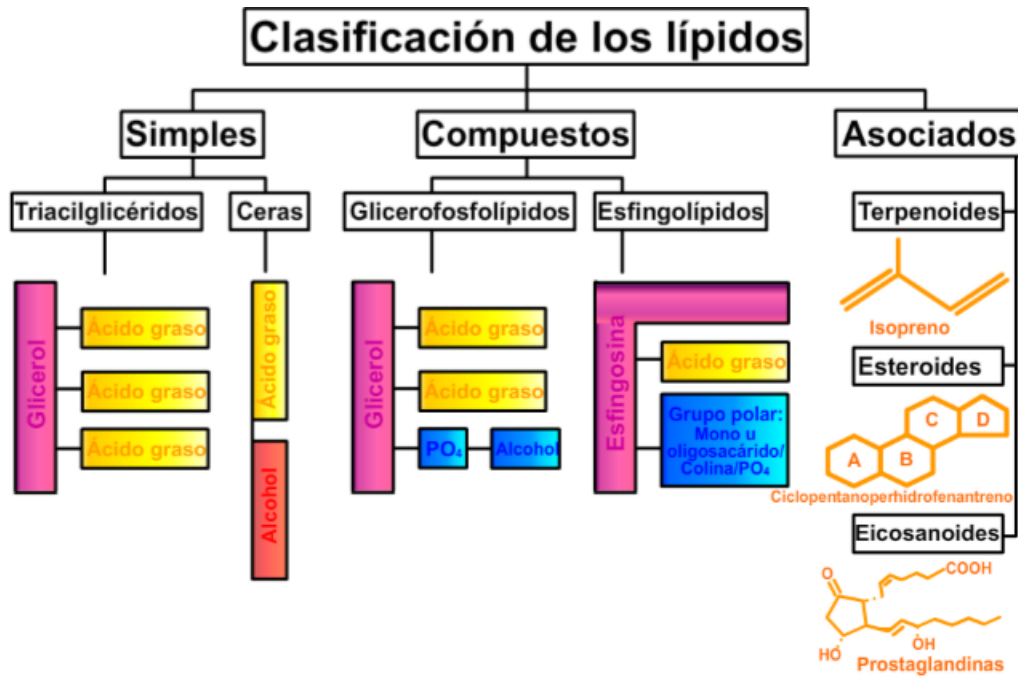 Clasificación de los lípidos
Simples
Compuestos
Asociados
Triacilglicéridos
Ceras
Glicerofosfolípidos
Esfingolípidos
Terpenoides
Glicerol
Ácido graso
Ácido graso
Ácido graso
Ácido graso
Alcohol
Glicerol
Ácido graso
Ácido graso
PO₄
Alcohol
Esfingosina
Ácido graso
Grupo polar:
Mono u
oligosacárido/
Colina/PO₄
Isopreno
Esteroides
A
B
C
D
Ciclopentanoperhidrofenantreno
Eicosanoides
O
COOH
HO
OH
Prostaglandinas